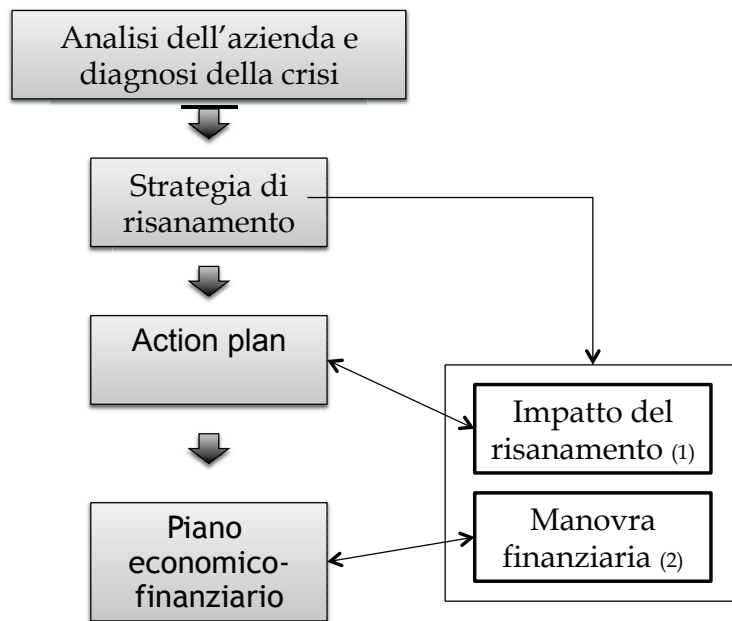 Analisi dell’azienda e
diagnosi della crisi
Strategia di
risanamento
Action plan
Impatto del
risanamento (1)
Piano
economico-
finanziario
Manovra
finanziaria (2)